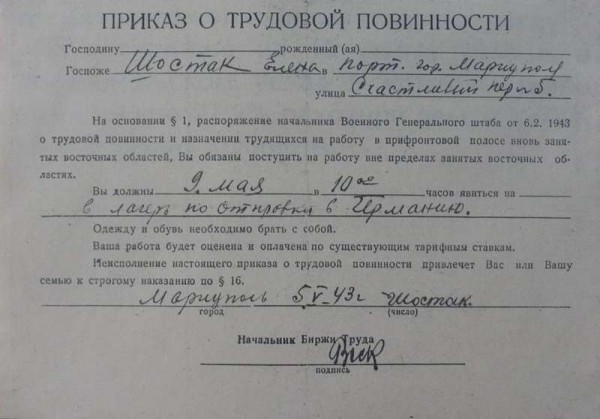 ПРИКАЗ О ТРУДОВОЙ ПОВИННОСТИ
Господину рожденный (ая)
Госпоже Шостак Елена в порт. гор. Мариуполя
улица Счастливий пер. 6.
На основании § 1, распоряжение начальника Военного Генерального штаба от 6.2. 1943
о трудовой повинности и назначении трудящихся на работу в прифронтовой полосе вновь заня-
тых восточных областей, Вы обязаны поступить на работу вне пределах занятых восточных об-
ластях.
Вы должны 9. мая в 10 00 часов явиться на
в лагерь по отправки в Германию.
Одежду и обувь необходимо брать с собой.
Ваша работа будет оценена и оплачена по существующим тарифным ставкам.
Неисполнение настоящего приказа о трудовой повинности привлечет Вас или Вашу
семью к строгому наказанию по § 16.
Мариуполь 5 V-43г Шостак.
город (число)
Начальник Биржи Труда
подпись